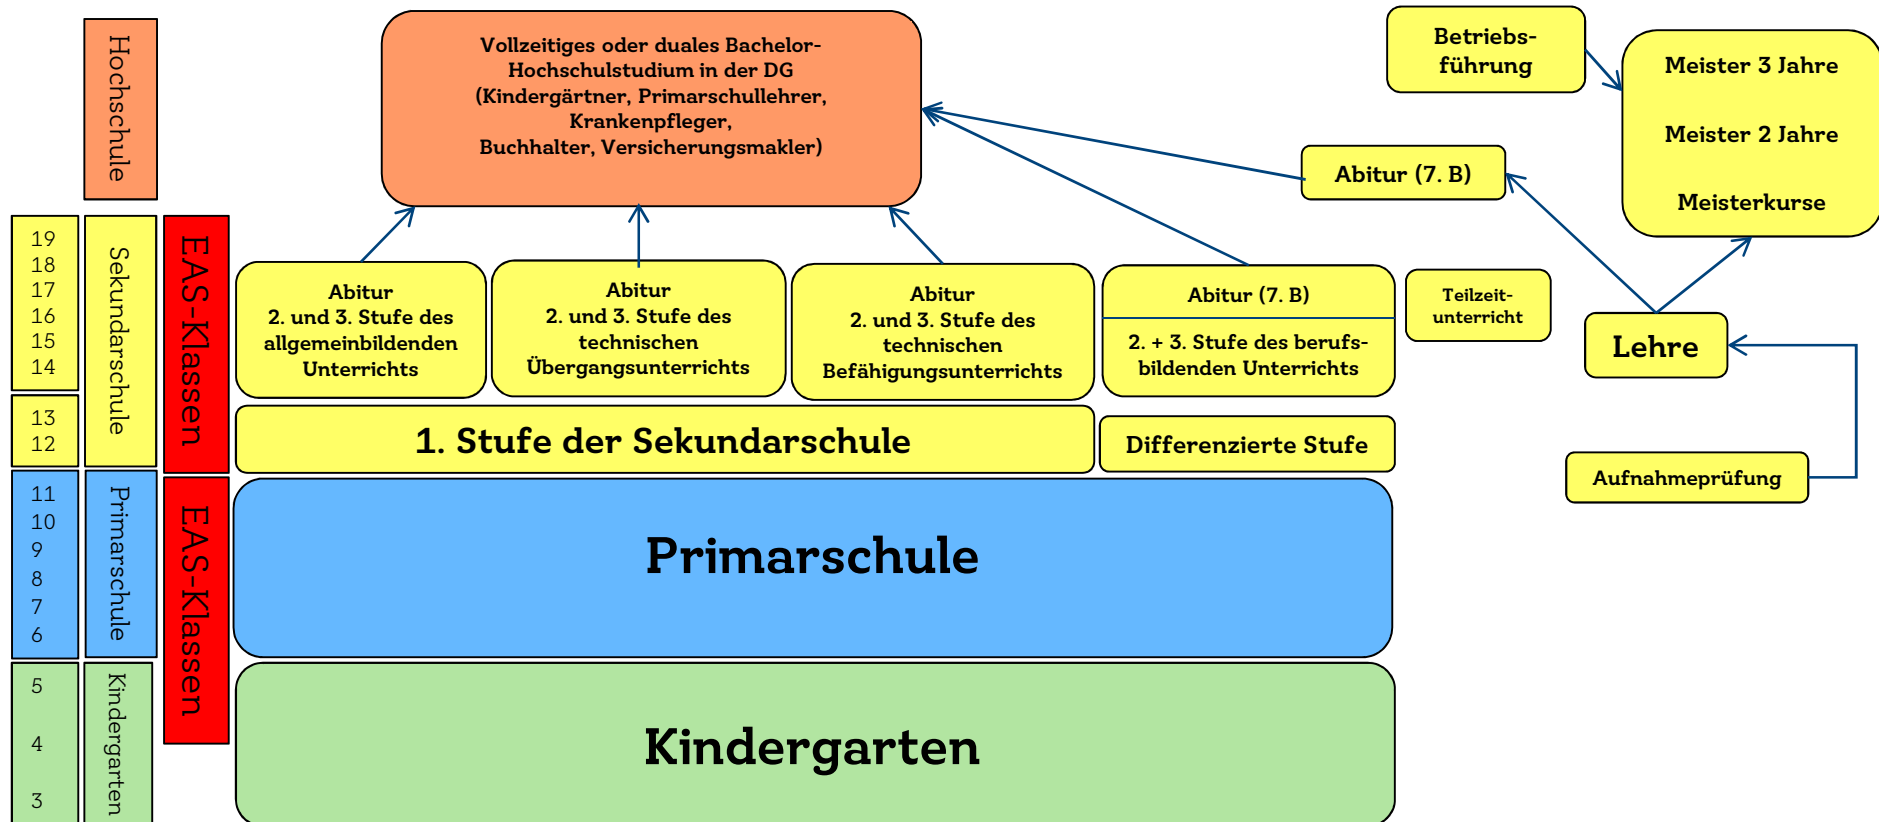 Hochschule
Vollzeitiges oder duales Bachelor-
Hochschulstudium in der DG
(Kindergärtner, Primarschullehrer,
Krankenpfleger,
Buchhalter, Versicherungsmakler)
Betriebs-
führung
Meister 3 Jahre
Meister 2 Jahre
Meisterkurse
Abitur (7. B)
19
18
17
16
15
14
13
12
Sekundarschule
EAS-Klassen
Abitur
2. und 3. Stufe des
allgemeinbildenden
Unterrichts
Abitur
2. und 3. Stufe des
technischen
Übergangsunterrichts
Abitur
2. und 3. Stufe des
technischen
Befähigungsunterrichts
Abitur (7. B)
2. + 3. Stufe des berufs-
bildenden Unterrichts
Teilzeit-
unterricht
Lehre
1. Stufe der Sekundarschule
Differenzierte Stufe
Aufnahmeprüfung
11
10
9
8
7
6
Primarschule
EAS-Klassen
Primarschule
5
4
3
Kindergarten
Kindergarten